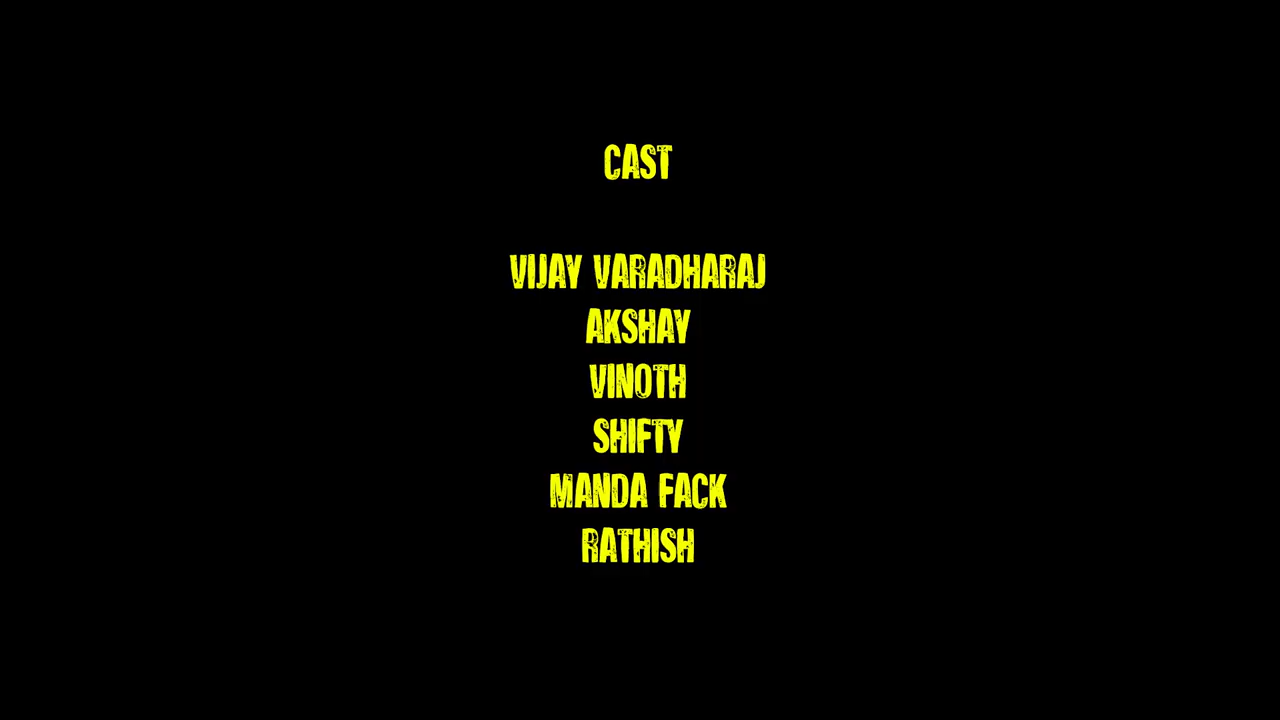 CAST
VIJAY VARADHARAJ
AKSHAY
VINOTH
SHIFTY
MANDA FACK
RATHISH